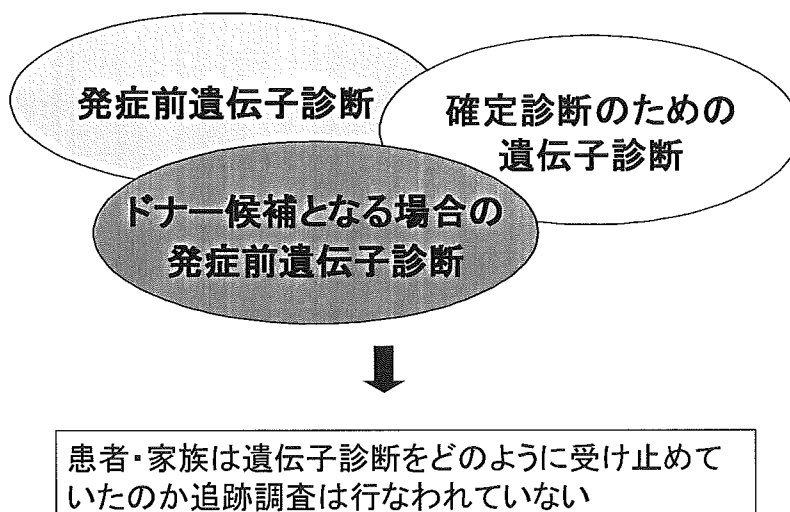 発症前遺伝子診断
確定診断のための
遺伝子診断
ドナー候補となる場合の
発症前遺伝子診断
患者・家族は遺伝子診断をどのように受け止めて
いたのか追跡調査は行なわれていない